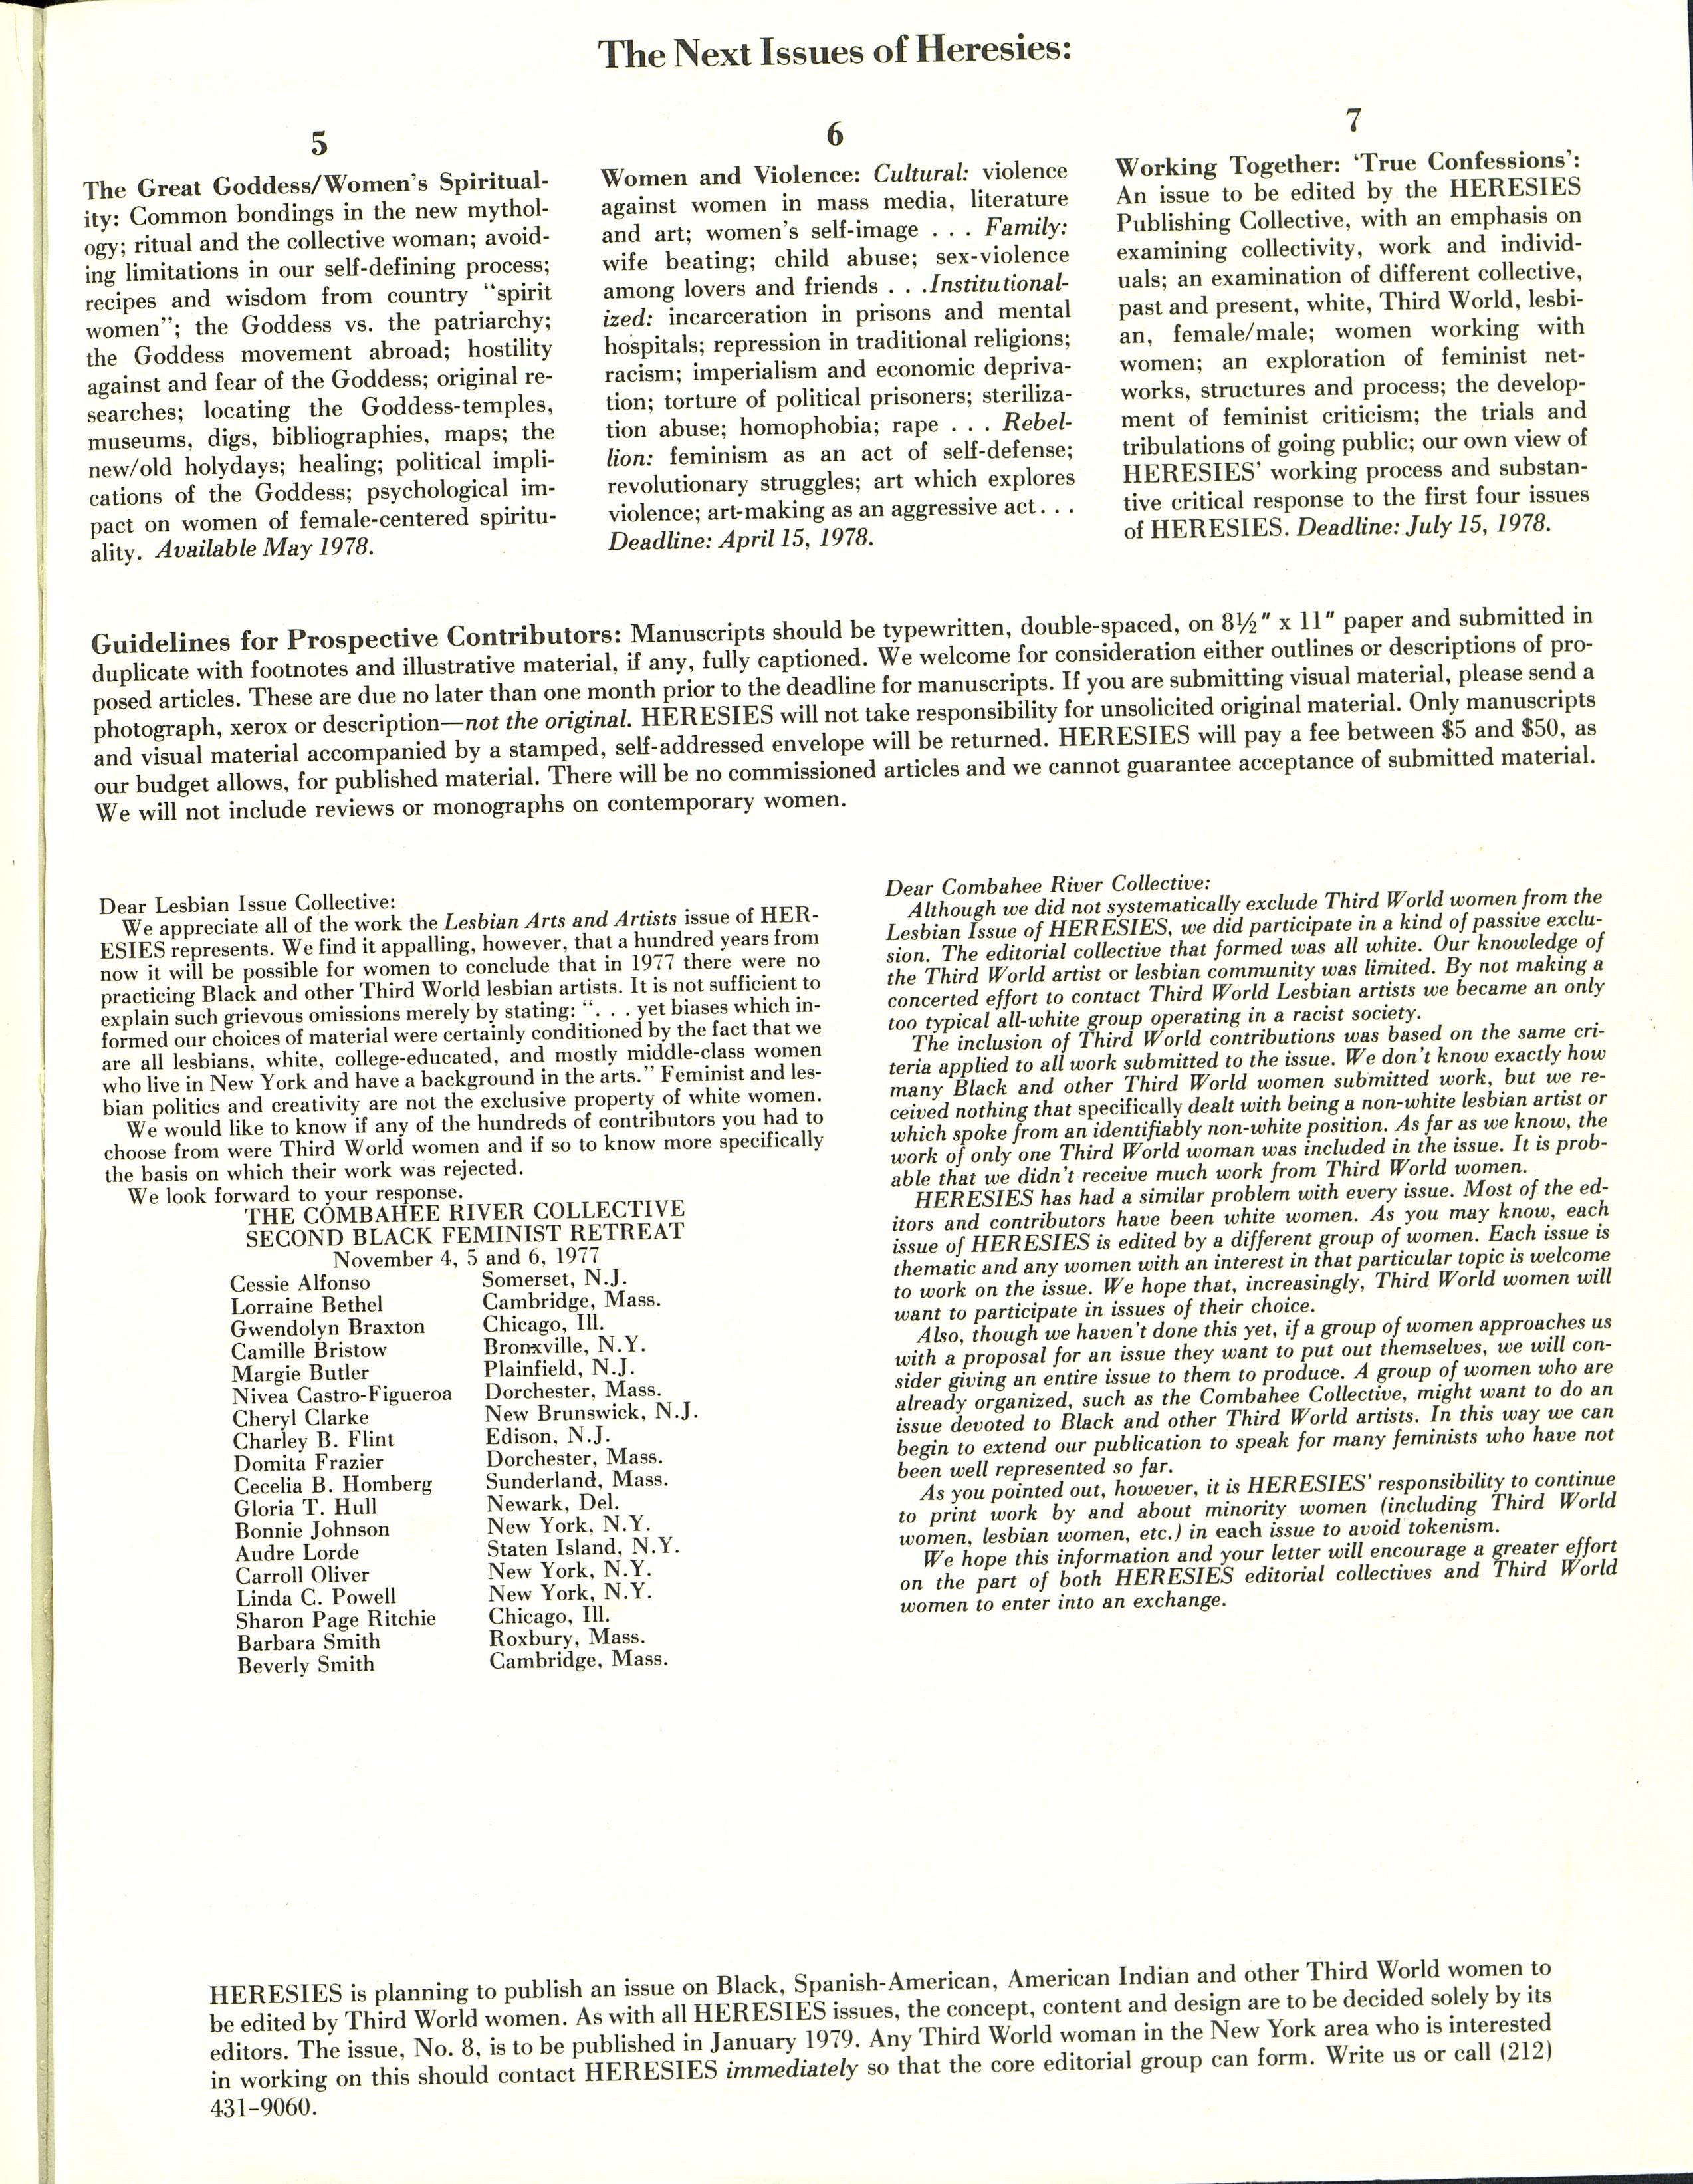 The Next Issues of Heresies:
5
The Great Goddess/Women's Spiritual-
ity: Common bondings in the new mythol-
ogy; ritual and the collective woman; avoid-
ing limitations in our self-defining process;
recipes and wisdom from country "spirit
women"; the Goddess vs. the patriarchy;
the Goddess movement abroad; hostility
against and fear of the Goddess; original re-
searches; locating the Goddess-temples,
museums, digs, bibliographies, maps; the
new/old holydays; healing; political impli-
cations of the Goddess; psychological im-
pact on women of female-centered spiritu-
ality. Available May 1978.
6
Women and Violence: Cultural: violence
against women in mass media, literature
and art; women's self-image . . . Family:
wife beating; child abuse; sex-violence
among lovers and friends . . .Institutional-
ized: incarceration in prisons and mental
hospitals; repression in traditional religions;
racism; imperialism and economic depriva-
tion; torture of political prisoners; steriliza-
tion abuse; homophobia; rape . . . Rebel-
lion: feminism as an act of self-defense;
revolutionary struggles; art which explores
violence; art-making as an aggressive act. . .
Deadline: April 15, 1978.
7
Working Together: 'True Confessions':
An issue to be edited by the HERESIES
Publishing Collective, with an emphasis on
examining collectivity, work and individ-
uals; an examination of different collective,
past and present, white, Third World, lesbi-
an, female/male; women working with
women; an exploration of feminist net-
works, structures and process; the develop-
ment of feminist criticism; the trials and
tribulations of going public; our own view of
HERESIES' working process and substan-
tive critical response to the first four issues
of HERESIES. Deadline: July 15, 1978.
Guidelines for Prospective Contributors: Manuscripts should be typewritten, double-spaced, on 8½" x 11" paper and submitted in
duplicate with footnotes and illustrative material, if any, fully captioned. We welcome for consideration either outlines or descriptions of pro-
posed articles. These are due no later than one month prior to the deadline for manuscripts. If you are submitting visual material, please send a
photograph, xerox or description—not the original. HERESIES will not take responsibility for unsolicited original material. Only manuscripts
and visual material accompanied by a stamped, self-addressed envelope will be returned. HERESIES will pay a fee between $5 and $50, as
our budget allows, for published material. There will be no commissioned articles and we cannot guarantee acceptance of submitted material.
We will not include reviews or monographs on contemporary women.
Dear Lesbian Issue Collective:
We appreciate all of the work the Lesbian Arts and Artists issue of HER-
ESIES represents. We find it appalling, however, that a hundred years from
now it will be possible for women to conclude that in 1977 there were no
practicing Black and other Third World lesbian artists. It is not sufficient to
explain such grievous omissions merely by stating: ". . . yet biases which in-
formed our choices of material were certainly conditioned by the fact that we
are all lesbians, white, college-educated, and mostly middle-class women
who live in New York and have a background in the arts." Feminist and les-
bian politics and creativity are not the exclusive property of white women.
We would like to know if any of the hundreds of contributors you had to
choose from were Third World women and if so to know more specifically
the basis on which their work was rejected.
We look forward to your response.
THE COMBAHEE RIVER COLLECTIVE
SECOND BLACK FEMINIST RETREAT
November 4, 5 and 6, 1977
Cessie Alfonso Somerset, N.J.
Lorraine Bethel Cambridge, Mass.
Gwendolyn Braxton Chicago, Ill.
Camille Bristow Bronxville, N.Y.
Margie Butler Plainfield, N.J.
Nivea Castro-Figueroa Dorchester, Mass.
Cheryl Clarke New Brunswick, N.J.
Charley B. Flint Edison, N.J.
Domita Frazier Dorchester, Mass.
Cecelia B. Homberg Sunderland, Mass.
Gloria T. Hull Newark, Del.
Bonnie Johnson New York, N.Y.
Audre Lorde Staten Island, N.Y.
Carroll Oliver New York, N.Y.
Linda C. Powell New York, N.Y.
Sharon Page Ritchie Chicago, Ill.
Barbara Smith Roxbury, Mass.
Beverly Smith Cambridge, Mass.
Dear Combahee River Collective:
Although we did not systematically exclude Third World women from the
Lesbian Issue of HERESIES, we did participate in a kind of passive exclu-
sion. The editorial collective that formed was all white. Our knowledge of
the Third World artist or lesbian community was limited. By not making a
concerted effort to contact Third World Lesbian artists we became an only
too typical all-white group operating in a racist society.
The inclusion of Third World contributions was based on the same cri-
teria applied to all work submitted to the issue. We don't know exactly how
many Black and other Third World women submitted work, but we re-
ceived nothing that specifically dealt with being a non-white lesbian artist or
which spoke from an identifiably non-white position. As far as we know, the
work of only one Third World woman was included in the issue. It is prob-
able that we didn't receive much work from Third World women.
HERESIES has had a similar problem with every issue. Most of the ed-
itors and contributors have been white women. As you may know, each
issue of HERESIES is edited by a different group of women. Each issue is
thematic and any women with an interest in that particular topic is welcome
to work on the issue. We hope that, increasingly, Third World women will
want to participate in issues of their choice.
Also, though we haven't done this yet, if a group of women approaches us
with a proposal for an issue they want to put out themselves, we will con-
sider giving an entire issue to them to produce. A group of women who are
already organized, such as the Combahee Collective, might want to do an
issue devoted to Black and other Third World artists. In this way we can
begin to extend our publication to speak for many feminists who have not
been well represented so far.
As you pointed out, however, it is HERESIES' responsibility to continue
to print work by and about minority women (including Third World
women, lesbian women, etc.) in each issue to avoid tokenism.
We hope this information and your letter will encourage a greater effort
on the part of both HERESIES editorial collectives and Third World
women to enter into an exchange.
HERESIES is planning to publish an issue on Black, Spanish-American, American Indian and other Third World women to
be edited by Third World women. As with all HERESIES issues, the concept, content and design are to be decided solely by its
editors. The issue, No. 8, is to be published in January 1979. Any Third World woman in the New York area who is interested
in working on this should contact HERESIES immediately so that the core editorial group can form. Write us or call (212)
431–9060.